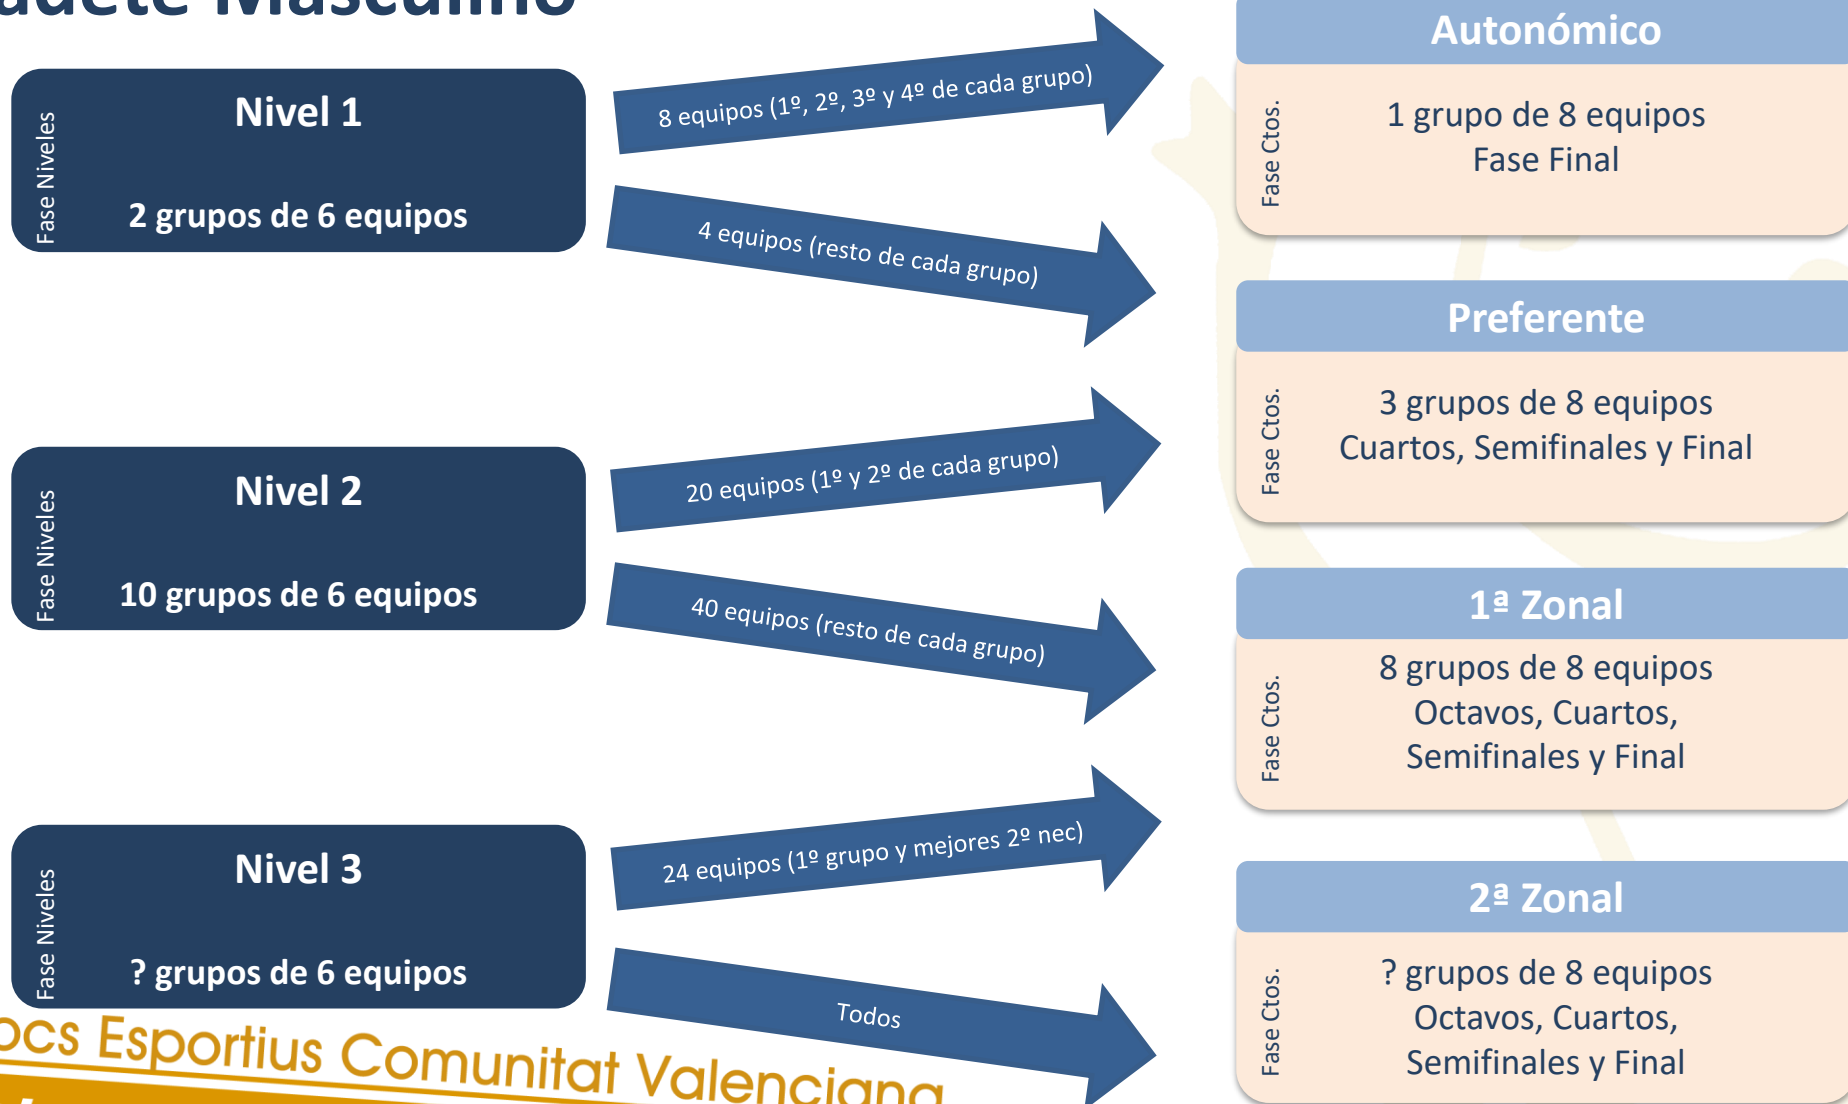 Masculino
Fase Niveles
Nivel 1
2 grupos de 6 equipos
8 equipos (1º, 2º, 3º y 4º de cada grupo)
4 equipos (resto de cada grupo)
Autonómico
Fase Ctos.
1 grupo de 8 equipos
Fase Final
Preferente
Fase Ctos.
3 grupos de 8 equipos
Cuartos, Semifinales y Final
Fase Niveles
Nivel 2
10 grupos de 6 equipos
20 equipos (1º y 2º de cada grupo)
40 equipos (resto de cada grupo)
1ª Zonal
Fase Ctos.
8 grupos de 8 equipos
Octavos, Cuartos,
Semifinales y Final
Fase Niveles
Nivel 3
? grupos de 6 equipos
24 equipos (1º grupo y mejores 2º nec)
Todos
2ª Zonal
Fase Ctos.
? grupos de 8 equipos
Octavos, Cuartos,
Semifinales y Final
ocs Esportius Comunitat Valenciana